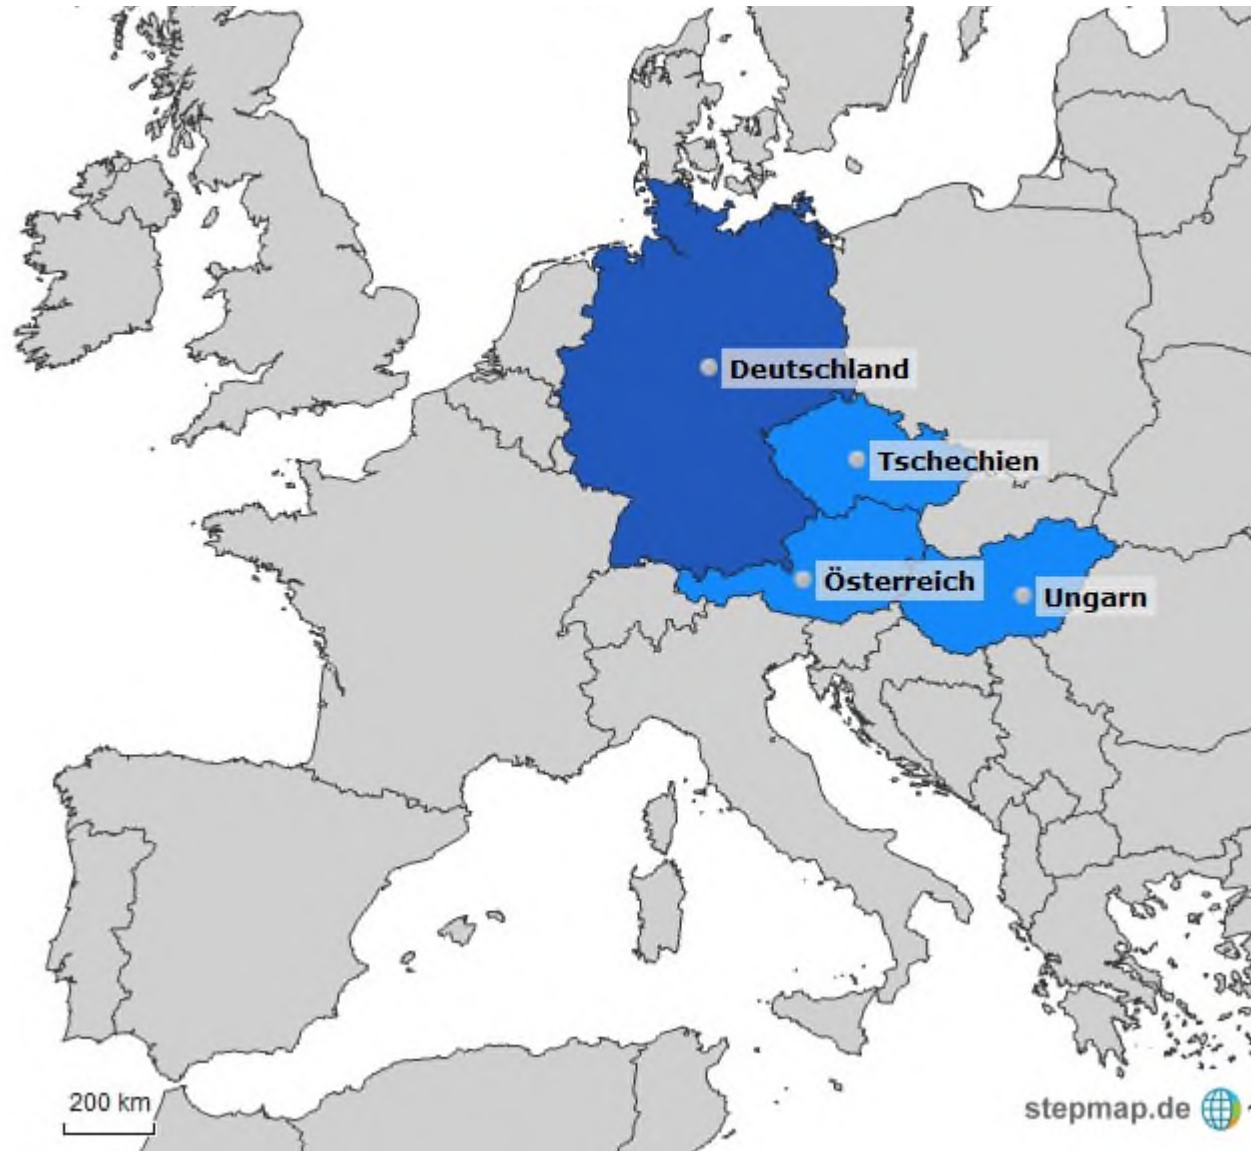 Deutschland
Tschechien
Österreich
Ungarn
200 km
stepmap.de